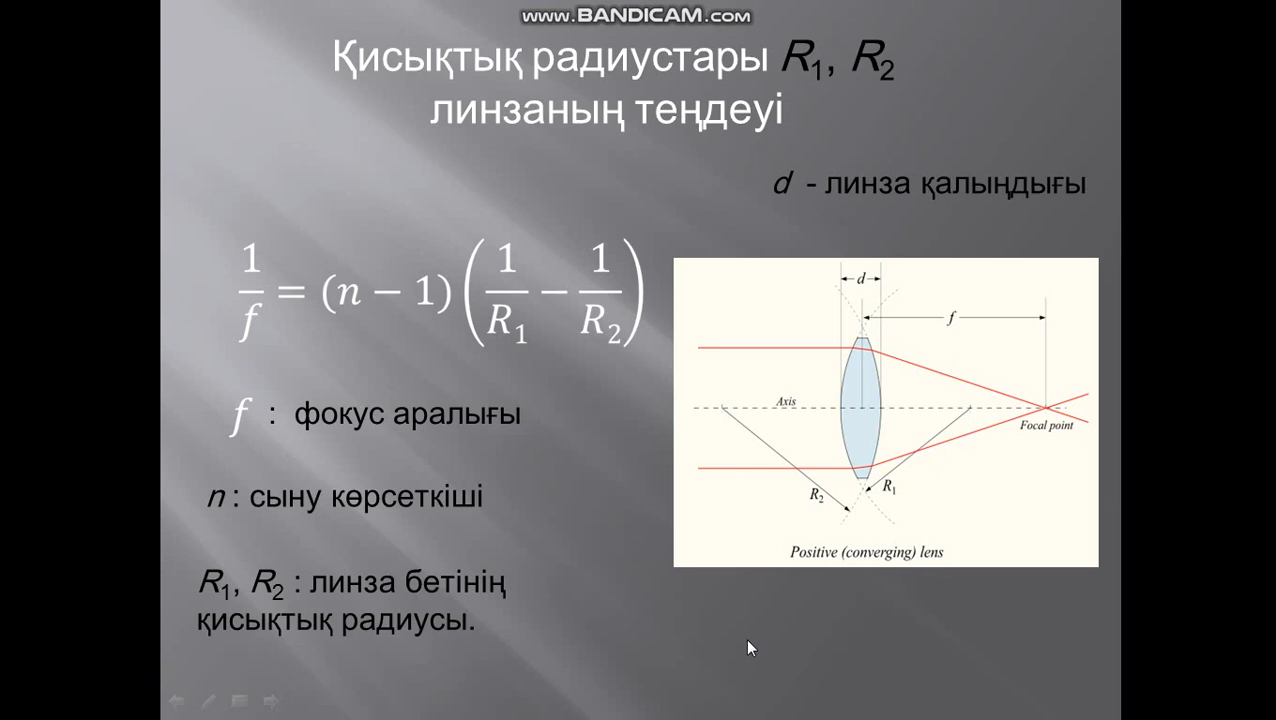 www.BANDICAM.com
Қисықтық радиустары R₁, R₂
линзаның теңдеуі
d - линза қалыңдығы
1/f = (n − 1) (1/R₁ − 1/R₂)
f : фокус аралығы
n : сыну көрсеткіші
R₁, R₂ : линза бетінің
қисықтық радиусы.
d
f
Axis
Focal point
R₂
R₁
Positive (converging) lens